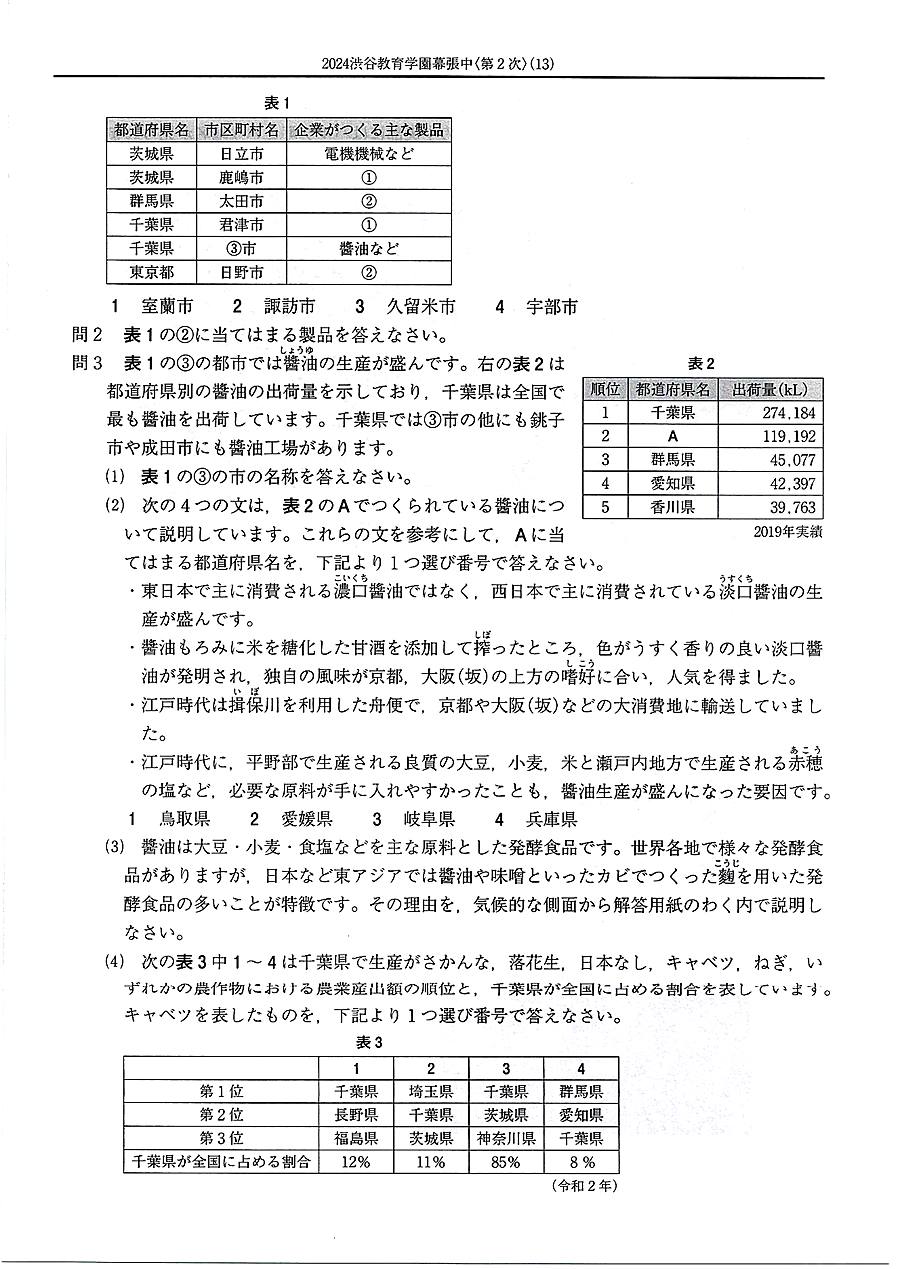 2024渋谷教育学園幕張中〈第2次〉(13)
表1
都道府県名 市区町村名 企業がつくる主な製品
茨城県 日立市 電機機械など
茨城県 鹿嶋市 ①
群馬県 太田市 ②
千葉県 君津市 ①
千葉県 ③市 醬油など
東京都 日野市 ②
1 室蘭市 2 諏訪市 3 久留米市 4 宇部市
問2 表1の②に当てはまる製品を答えなさい。
しょうゆ
問3 表1の③の都市では醬油の生産が盛んです。右の表2は
都道府県別の醬油の出荷量を示しており，千葉県は全国で
最も醬油を出荷しています。千葉県では③市の他にも銚子
市や成田市にも醬油工場があります。
(1) 表1の③の市の名称を答えなさい。
(2) 次の4つの文は，表2のAでつくられている醬油につ
いて説明しています。これらの文を参考にして，Aに当
表2
順位 都道府県名 出荷量(kL)
1 千葉県 274,184
2 A 119,192
3 群馬県 45,077
4 愛知県 42,397
5 香川県 39,763
2019年実績
てはまる都道府県名を，下記より1つ選び番号で答えなさい。
こいくち うすくち
・東日本で主に消費される濃口醬油ではなく，西日本で主に消費されている淡口醬油の生
産が盛んです。
しぼ
・醬油もろみに米を糖化した甘酒を添加して搾ったところ，色がうすく香りの良い淡口醬
しこう
油が発明され，独自の風味が京都，大阪(坂)の上方の嗜好に合い，人気を得ました。
いぼ
・江戸時代は揖保川を利用した舟便で，京都や大阪(坂)などの大消費地に輸送していまし
た。
あこう
・江戸時代に，平野部で生産される良質の大豆，小麦，米と瀬戸内地方で生産される赤穂
の塩など，必要な原料が手に入れやすかったことも，醬油生産が盛んになった要因です。
1 鳥取県 2 愛媛県 3 岐阜県 4 兵庫県
(3) 醬油は大豆・小麦・食塩などを主な原料とした発酵食品です。世界各地で様々な発酵食
こうじ
品がありますが，日本など東アジアでは醬油や味噌といったカビでつくった麴を用いた発
酵食品の多いことが特徴です。その理由を，気候的な側面から解答用紙のわく内で説明し
なさい。
(4) 次の表3中1～4は千葉県で生産がさかんな，落花生，日本なし，キャベツ，ねぎ，い
ずれかの農作物における農業産出額の順位と，千葉県が全国に占める割合を表しています。
キャベツを表したものを，下記より1つ選び番号で答えなさい。
表3
1 2 3 4
第1位 千葉県 埼玉県 千葉県 群馬県
第2位 長野県 千葉県 茨城県 愛知県
第3位 福島県 茨城県 神奈川県 千葉県
千葉県が全国に占める割合 12% 11% 85% 8%
(令和2年)